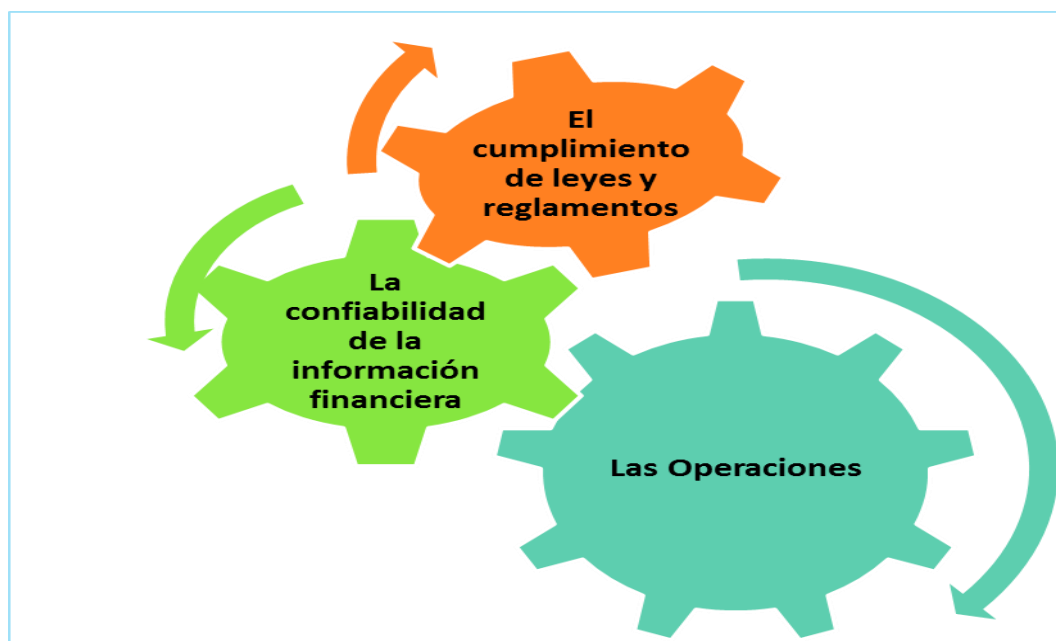 El
cumplimiento
de leyes y
reglamentos
La
confiabilidad
de la
información
financiera
Las Operaciones